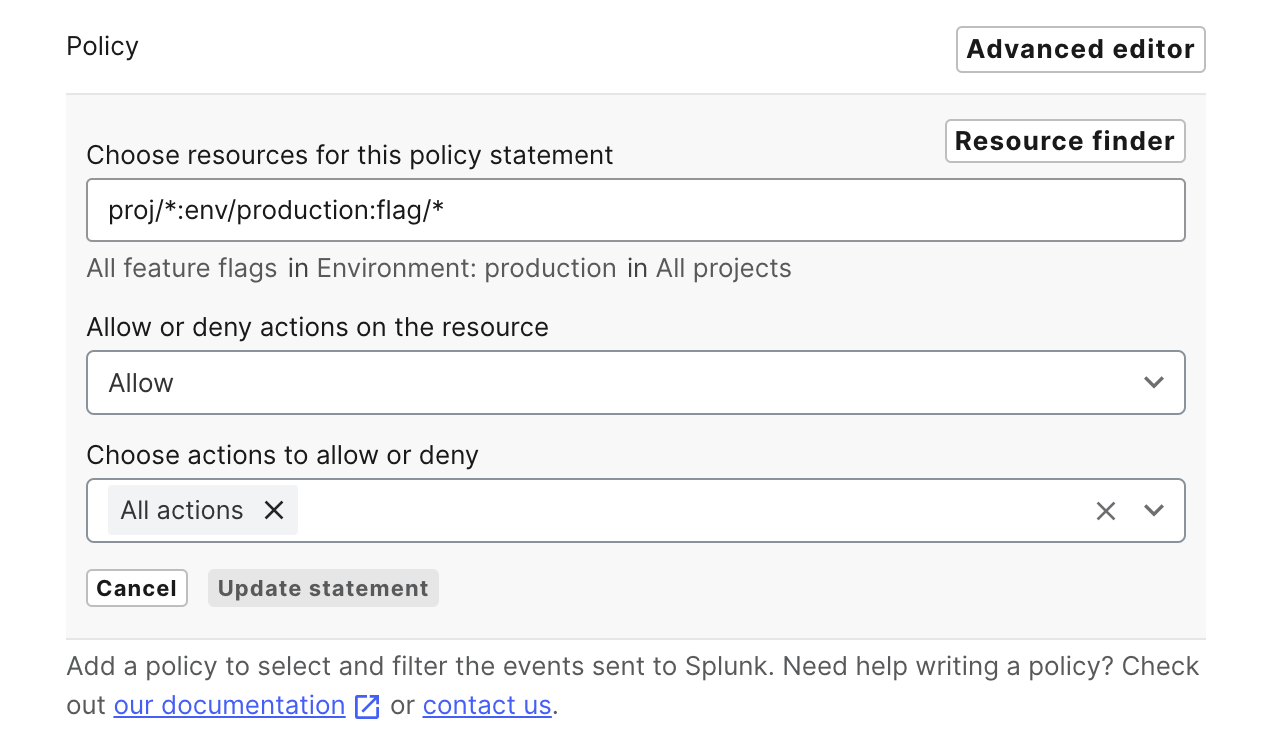 Policy
Advanced editor
Resource finder
Choose resources for this policy statement
proj/*:env/production:flag/*
All feature flags in Environment: production in All projects
Allow or deny actions on the resource
Allow
Choose actions to allow or deny
All actions
Cancel Update statement
Add a policy to select and filter the events sent to Splunk. Need help writing a policy? Check
out our documentation or contact us.